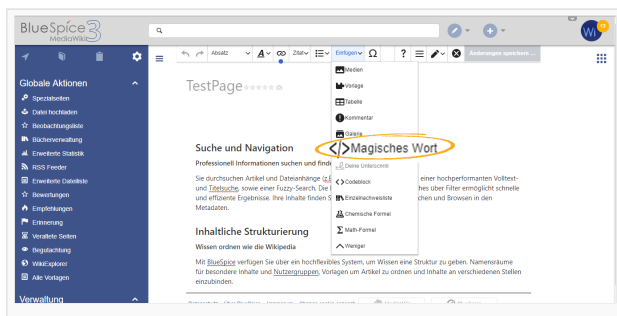 BlueSpice 3
MediaWiki
Absatz
A
Zitat
Einfügen
Ω
?
Änderungen speichern ...
Globale Aktionen
Spezialseiten
Datei hochladen
Beobachtungsliste
Bücherverwaltung
Erweiterte Statistik
RSS Feeder
Erweiterte Dateiliste
Bewertungen
Empfehlungen
Erinnerung
Veraltete Seiten
Begutachtung
WikiExplorer
Alle Vorlagen
Verwaltung
TestPage
Medien
Vorlage
Tabelle
Kommentar
Galerie
</>Magisches Wort
Deine Unterschrift
Codeblock
Einzelnachweisliste
Chemische Formel
Math-Formel
Weniger
Suche und Navigation
Professionell Informationen suchen und finde
Sie durchsuchen Artikel und Dateianhänge einer hochperformanten Volltext-
und Titelsuche, sowie einer Fuzzy-Search. Die hes über Filter ermöglicht schnelle
und effiziente Ergebnisse. Ihre Inhalte finden S chen und Browsen in den
Metadaten.
Inhaltliche Strukturierung
Wissen ordnen wie die Wikipedia
Mit BlueSpice verfügen Sie über ein hochflexibles System, um Wissen eine Struktur zu geben. Namensräume
für besondere Inhalte und Nutzergruppen, Vorlagen um Artikel zu ordnen und Inhalte an verschiedenen Stellen
einzubinden.